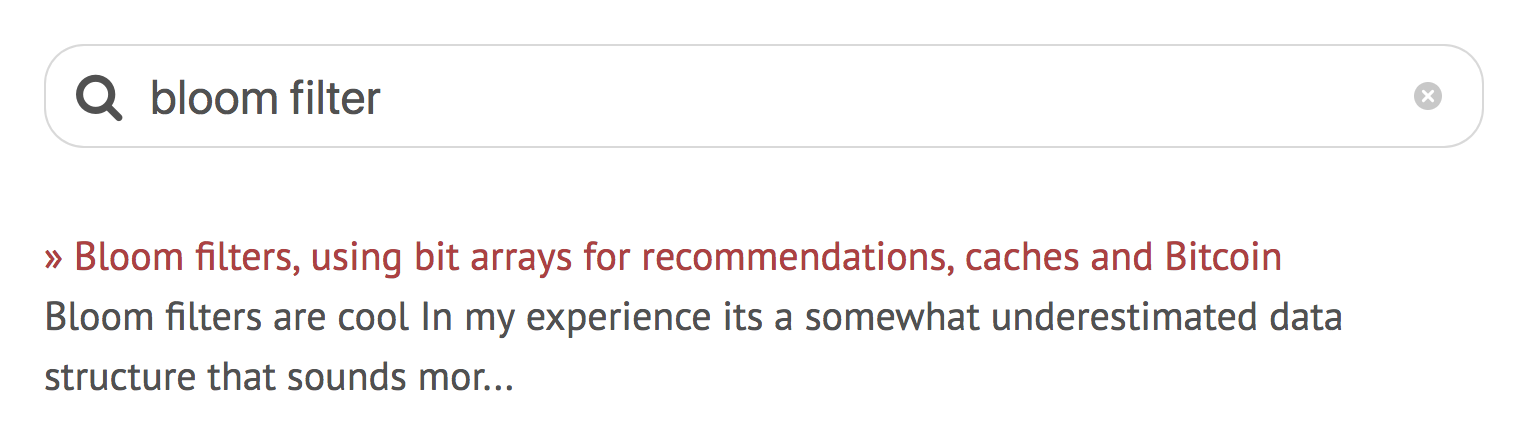 bloom filter
» Bloom filters, using bit arrays for recommendations, caches and Bitcoin
Bloom filters are cool In my experience its a somewhat underestimated data
structure that sounds mor...